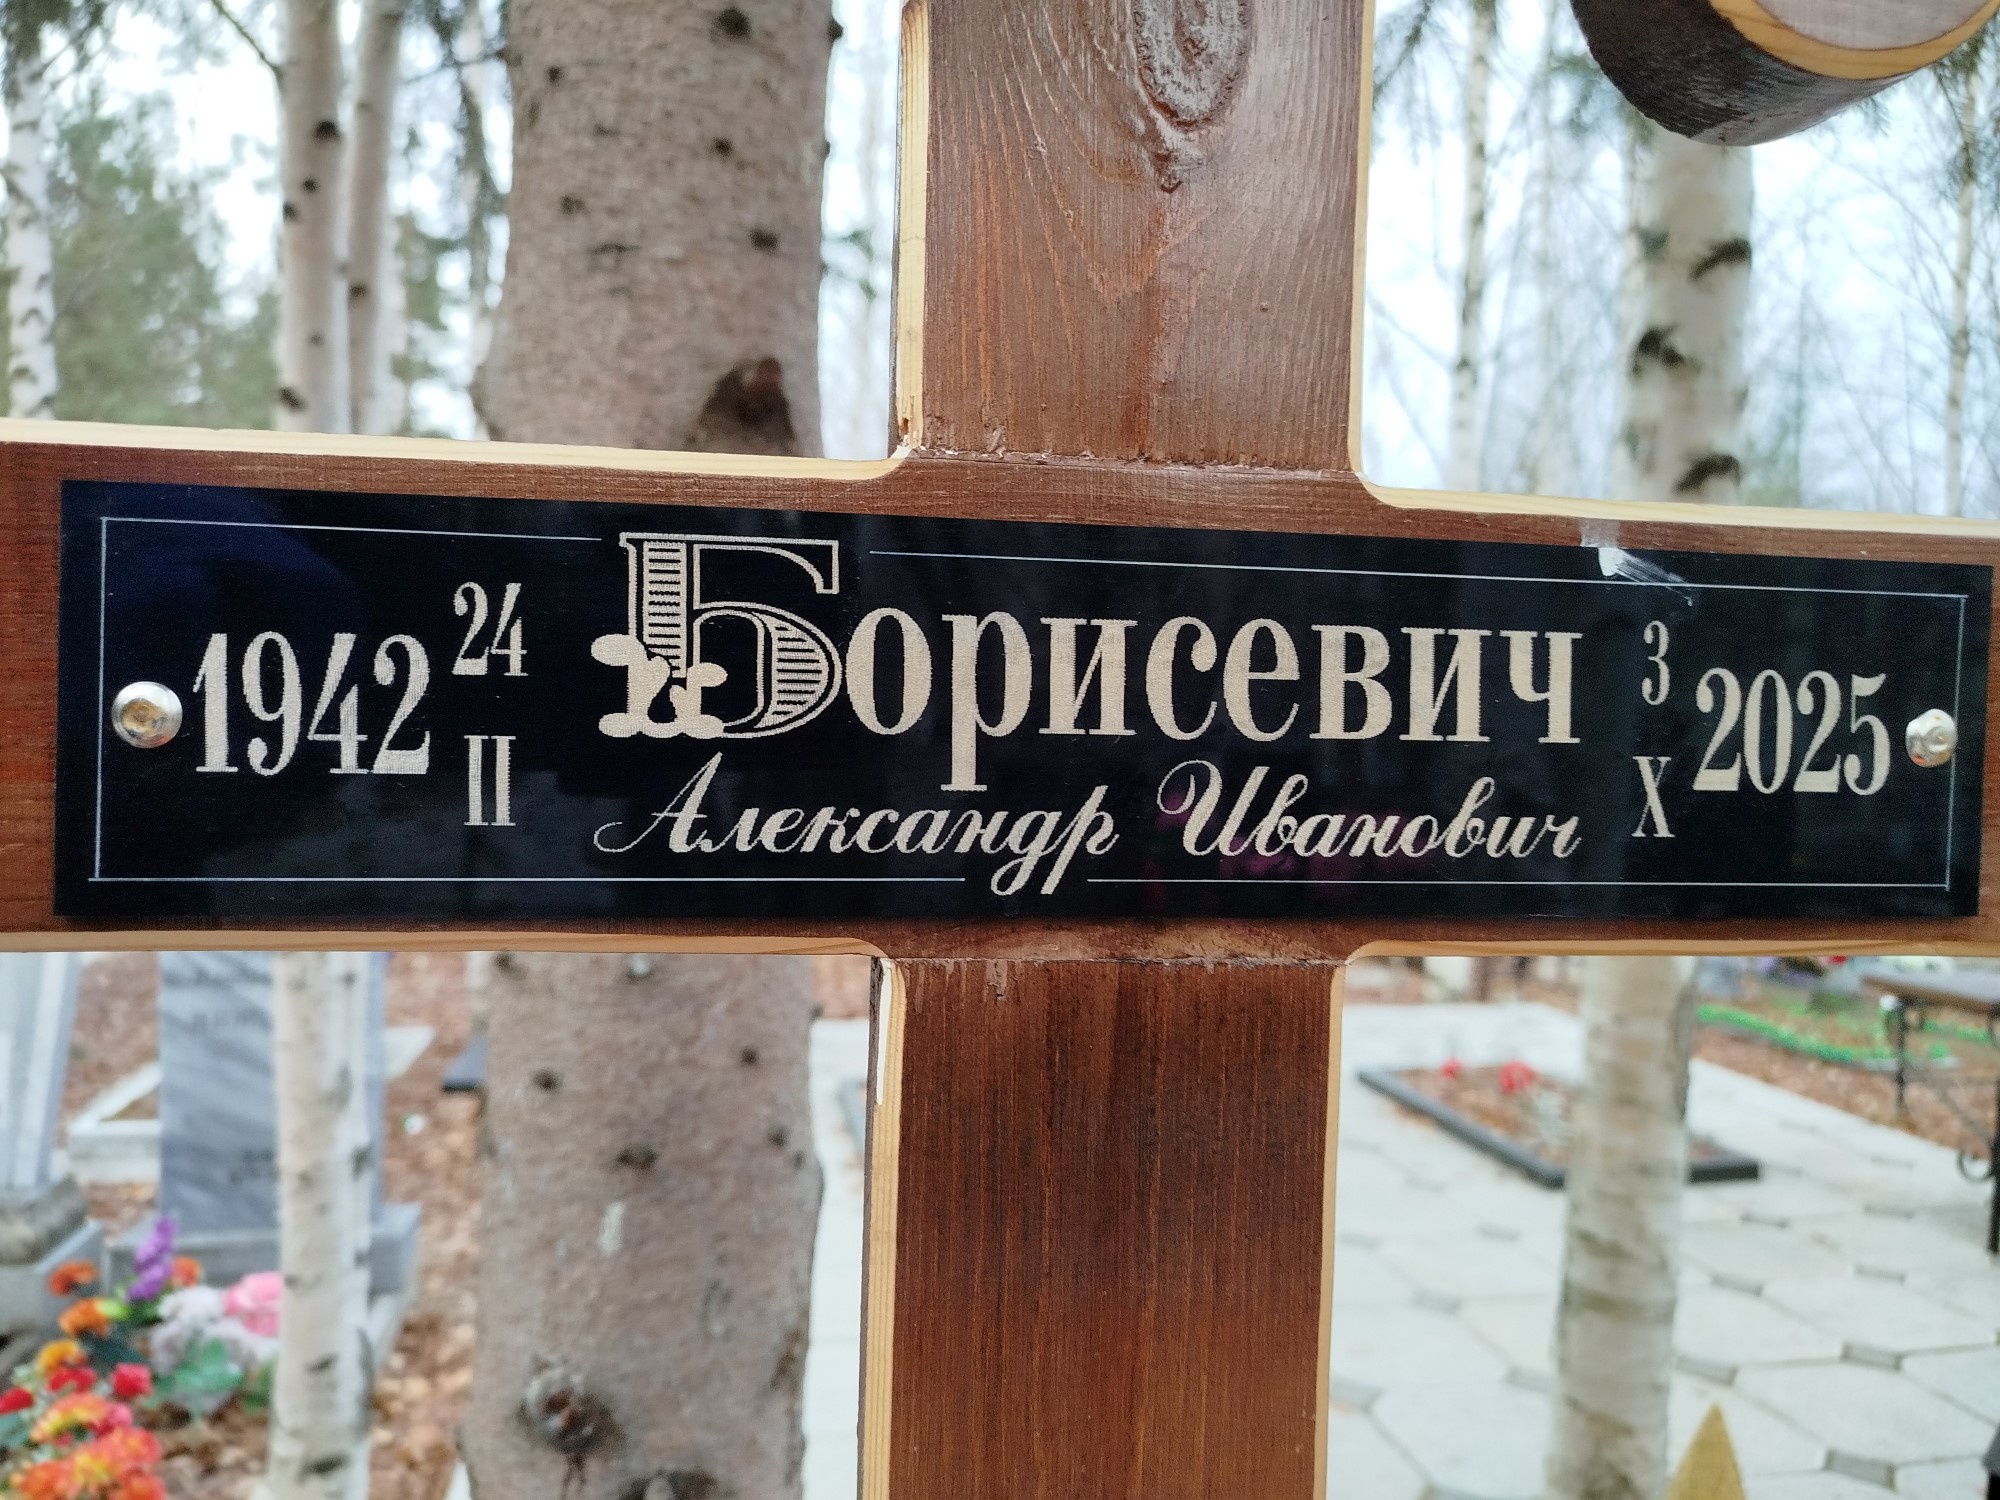 1942 24 II
Борисевич
Александр Иванович
3 X 2025